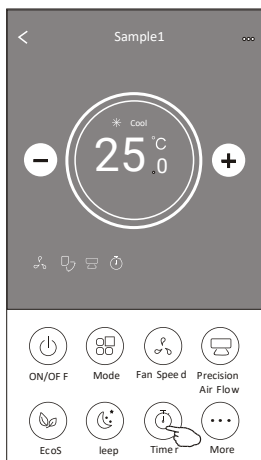 Sample1
Cool
25.0°C
ON/OF F
Mode
Fan Spee d
Precision
Air Flow
EcoS
leep
Time r
More